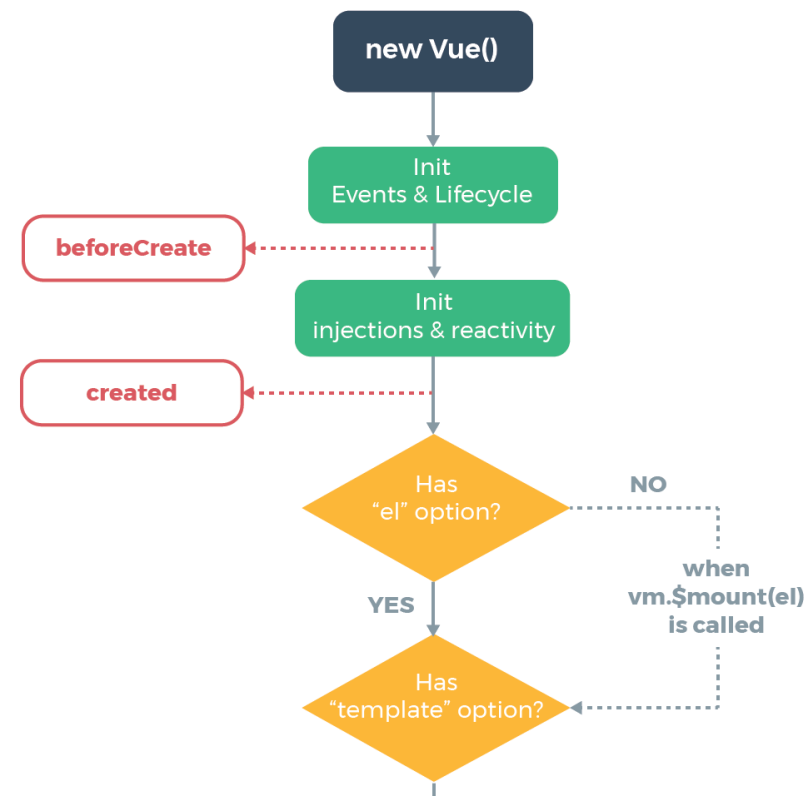 new Vue()
Init
Events & Lifecycle
beforeCreate
Init
injections & reactivity
created
Has
“el” option?
NO
when
vm.$mount(el)
is called
YES
Has
“template” option?